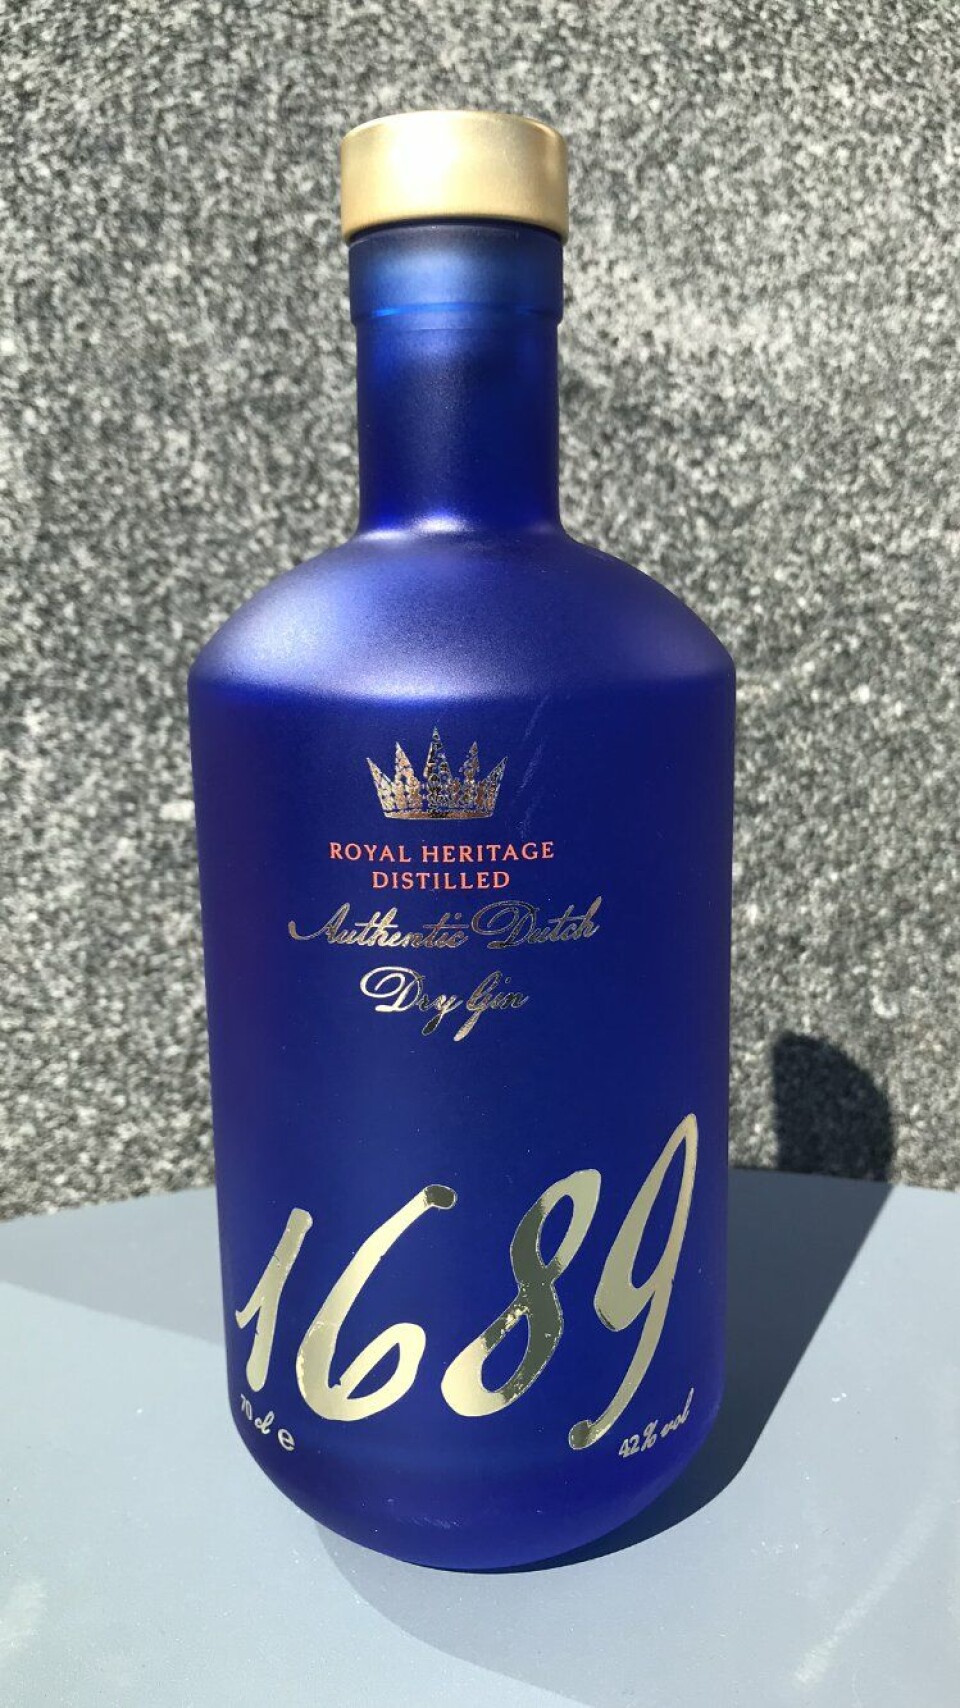 ROYAL HERITAGE
DISTILLED
Authentic Dutch
Dry Gin
1689
70 cl e
42% vol.